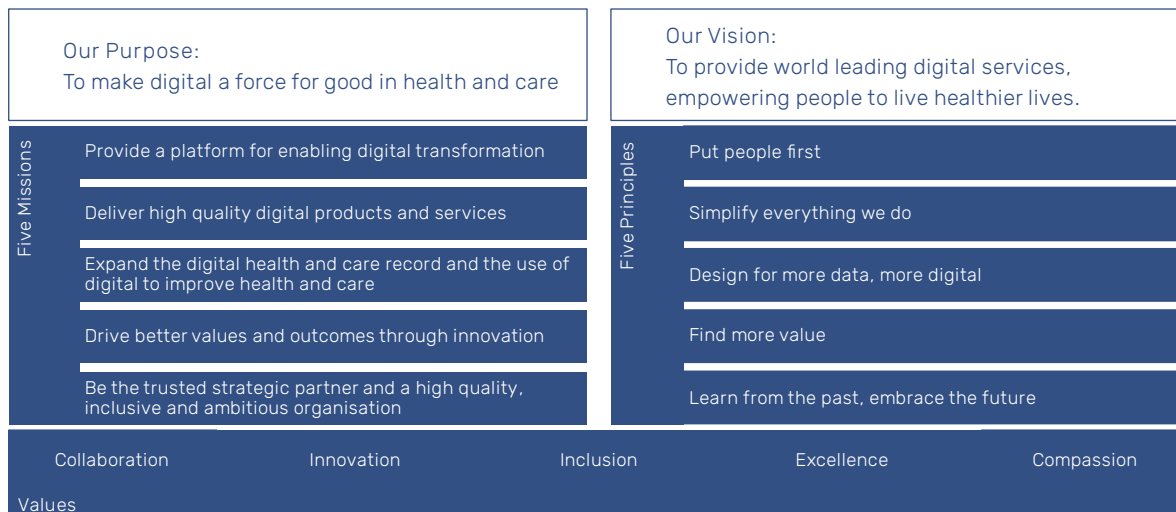 Our Purpose:
To make digital a force for good in health and care
Our Vision:
To provide world leading digital services,
empowering people to live healthier lives.
Five Missions
Provide a platform for enabling digital transformation
Deliver high quality digital products and services
Expand the digital health and care record and the use of
digital to improve health and care
Drive better values and outcomes through innovation
Be the trusted strategic partner and a high quality,
inclusive and ambitious organisation
Five Principles
Put people first
Simplify everything we do
Design for more data, more digital
Find more value
Learn from the past, embrace the future
Collaboration Innovation Inclusion Excellence Compassion
Values